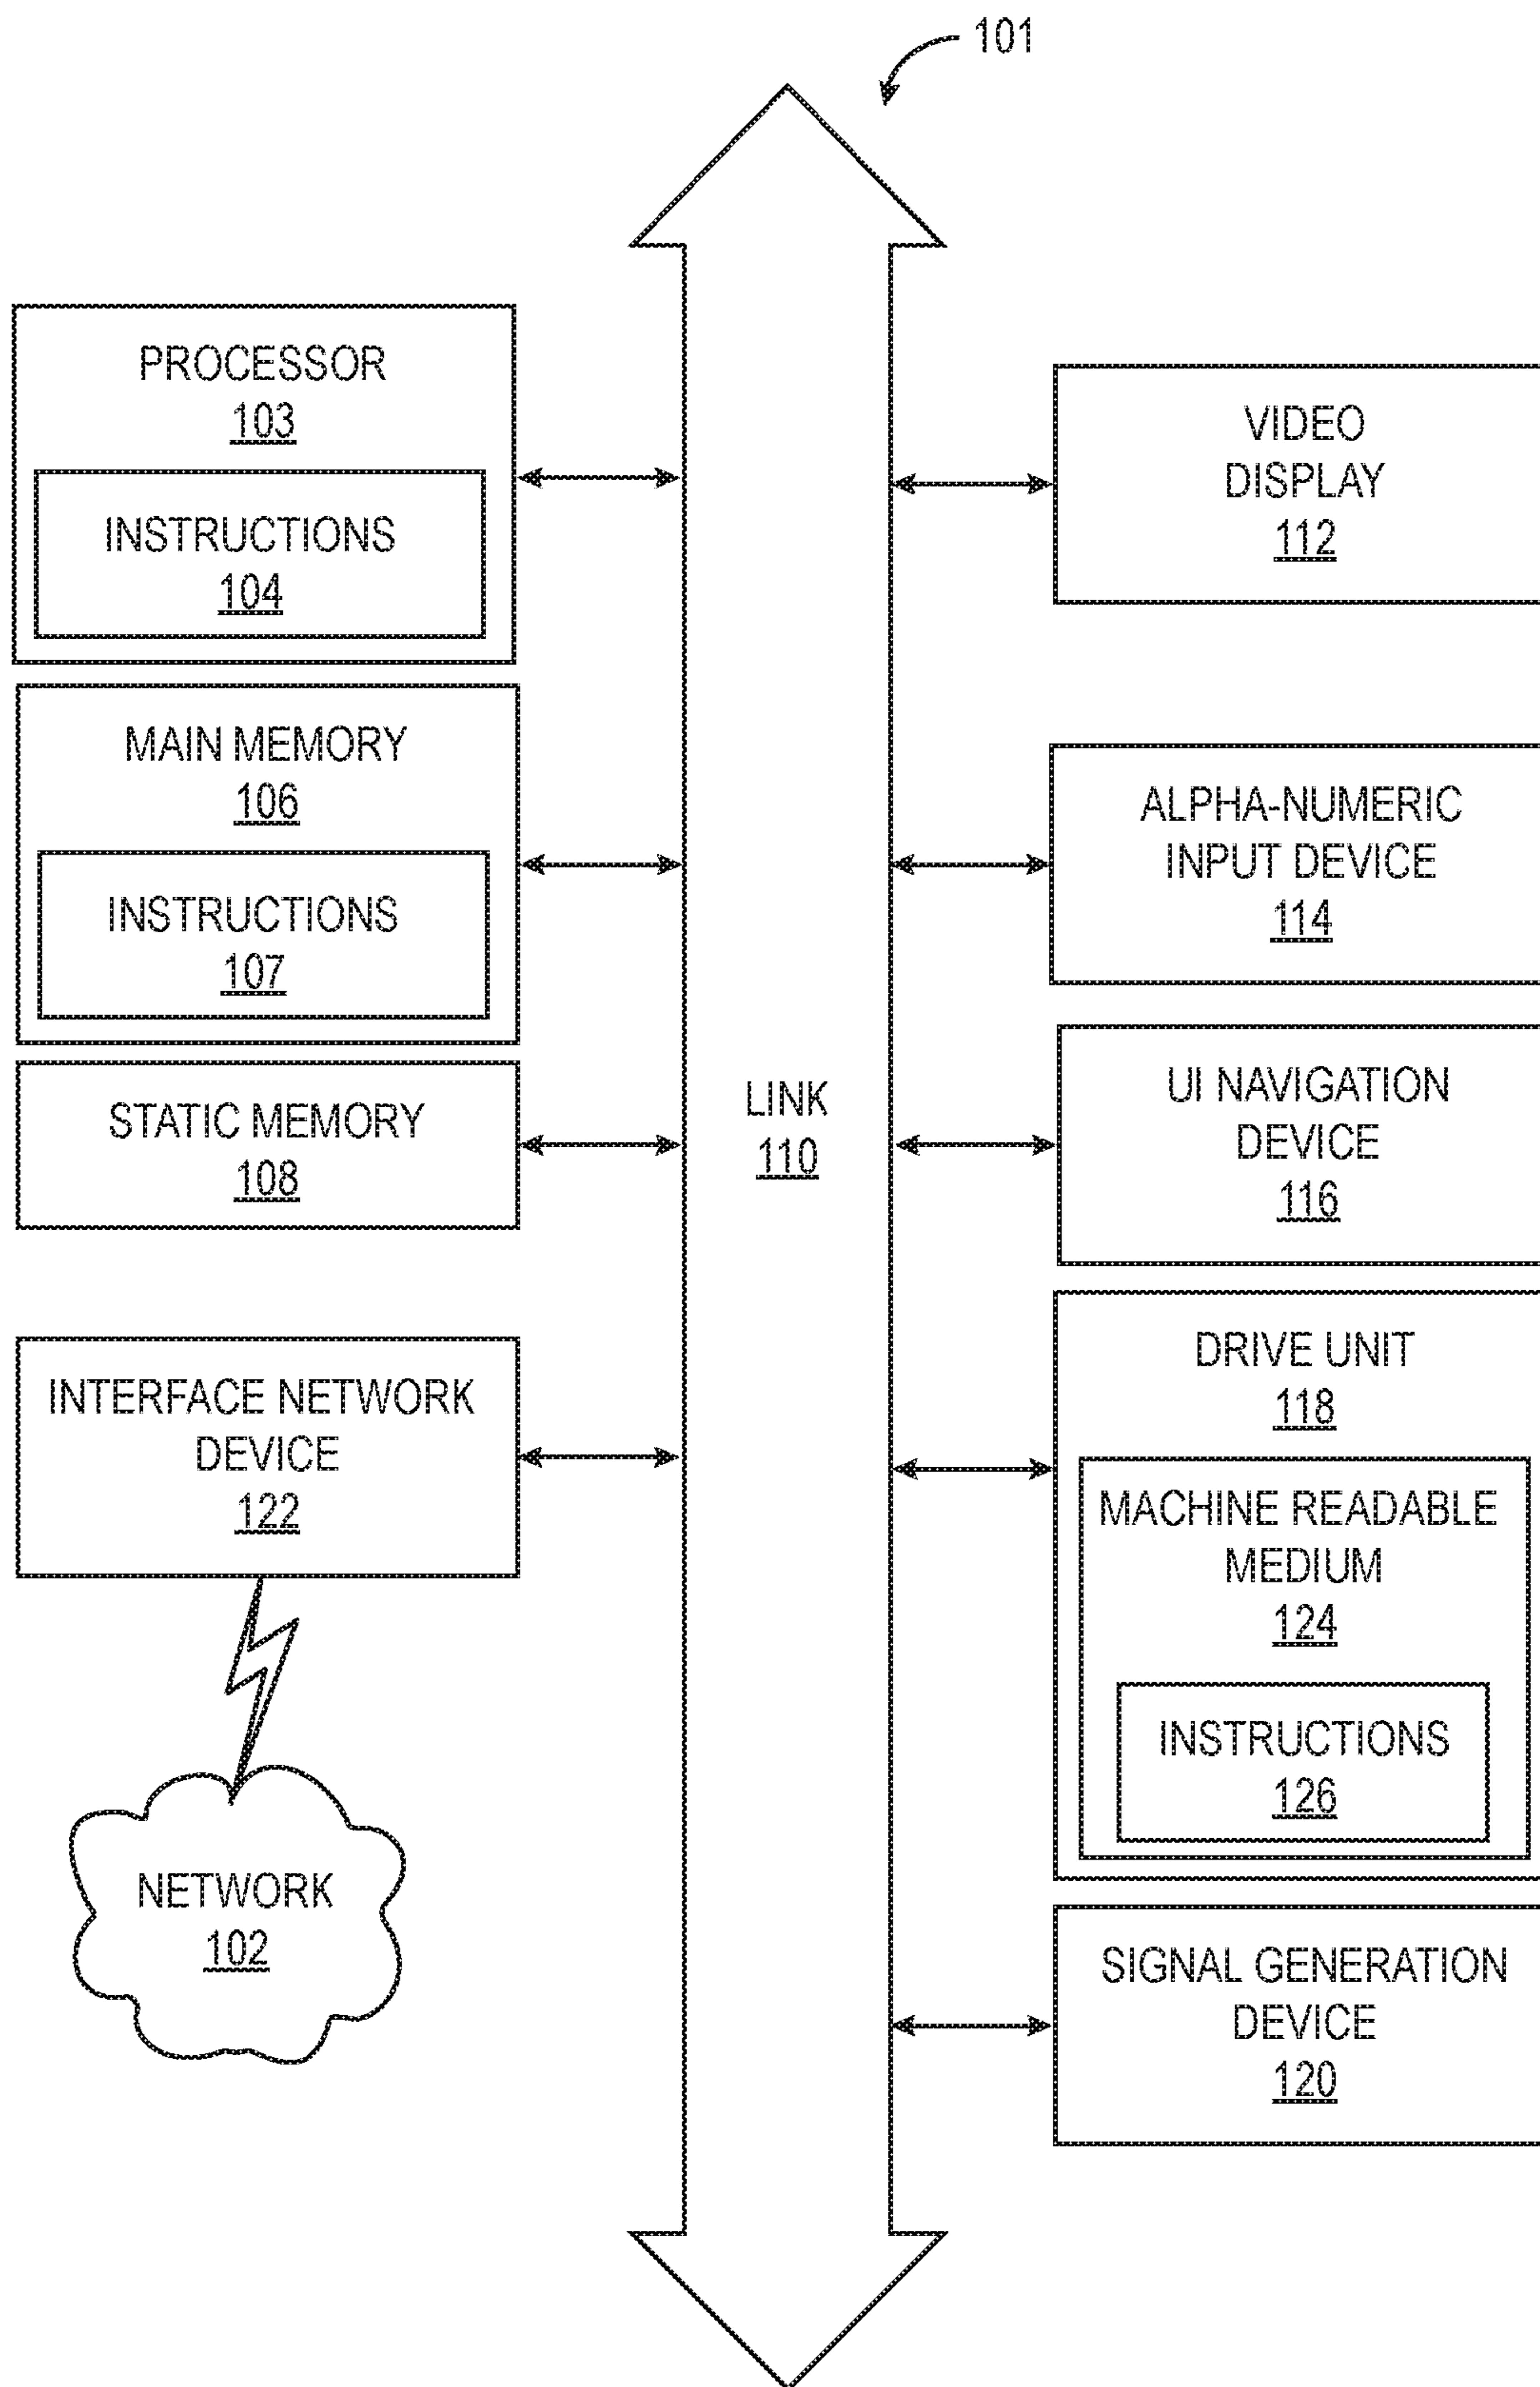 101
PROCESSOR
103
INSTRUCTIONS
104
MAIN MEMORY
106
INSTRUCTIONS
107
STATIC MEMORY
108
INTERFACE NETWORK
DEVICE
122
NETWORK
102
LINK
110
VIDEO
DISPLAY
112
ALPHA-NUMERIC
INPUT DEVICE
114
UI NAVIGATION
DEVICE
116
DRIVE UNIT
118
MACHINE READABLE
MEDIUM
124
INSTRUCTIONS
126
SIGNAL GENERATION
DEVICE
120